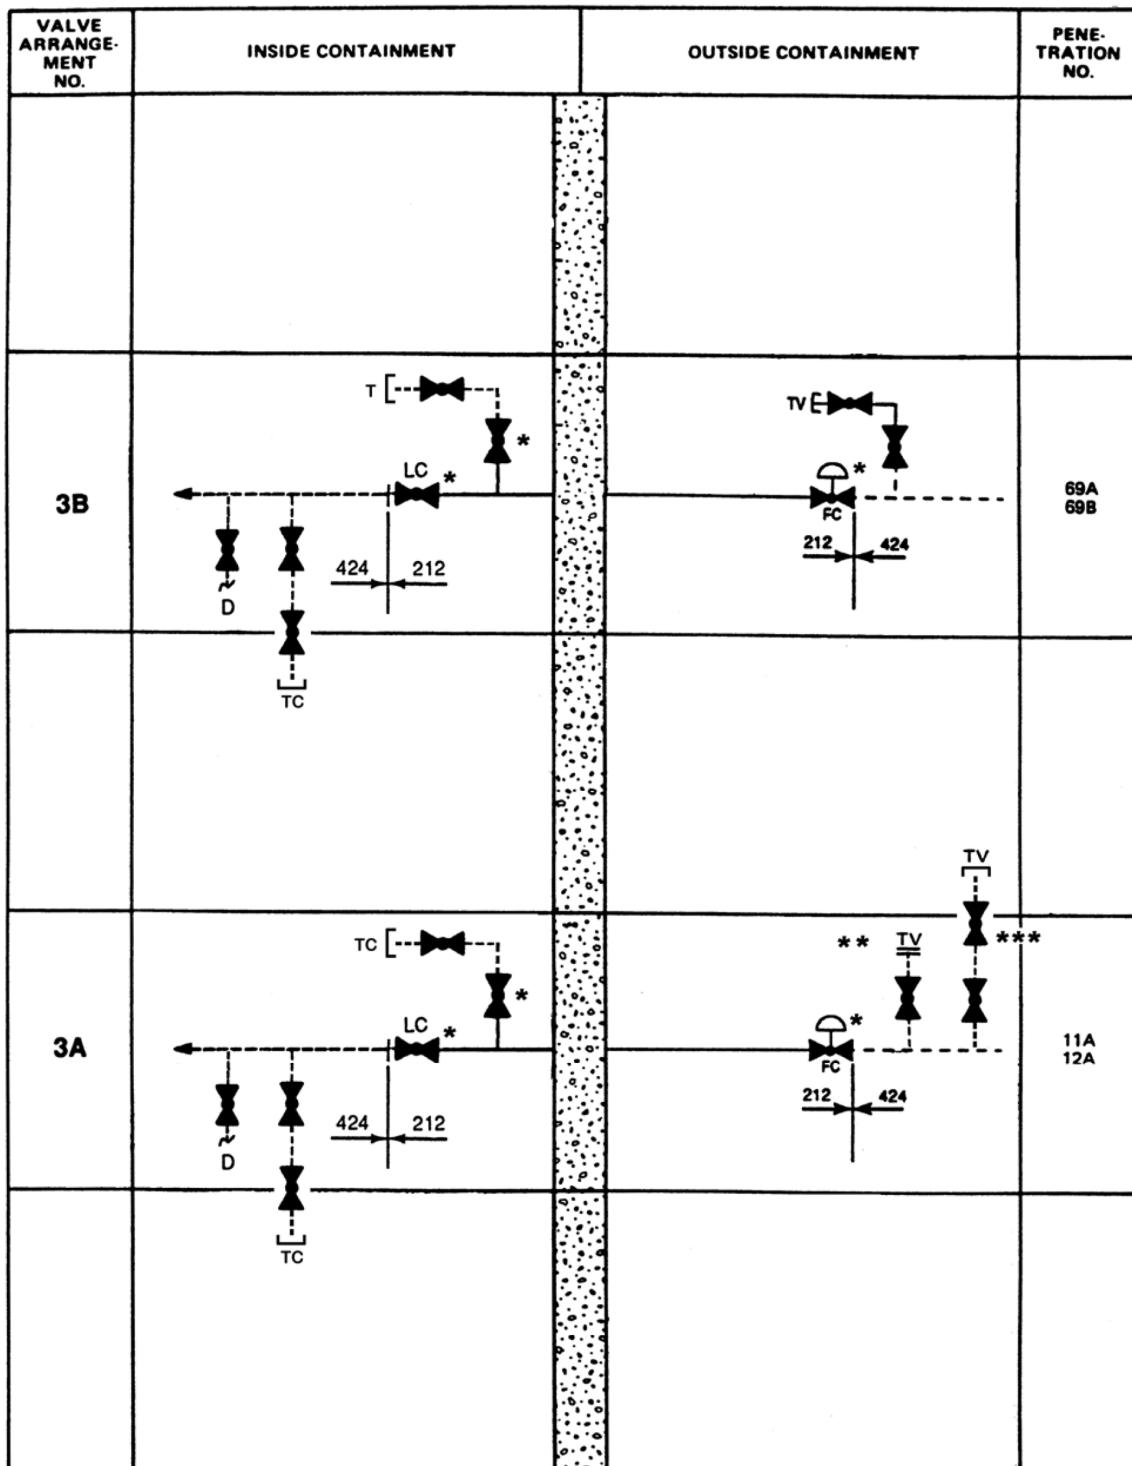 VALVE
ARRANGE-
MENT
NO.
INSIDE CONTAINMENT
OUTSIDE CONTAINMENT
PENE-
TRATION
NO.
3B
T
*
LC *
424 212
D
TC
TV
*
FC
212 424
69A
69B
TV
***
** TV
3A
TC
*
LC *
424 212
D
TC
*
FC
212 424
11A
12A